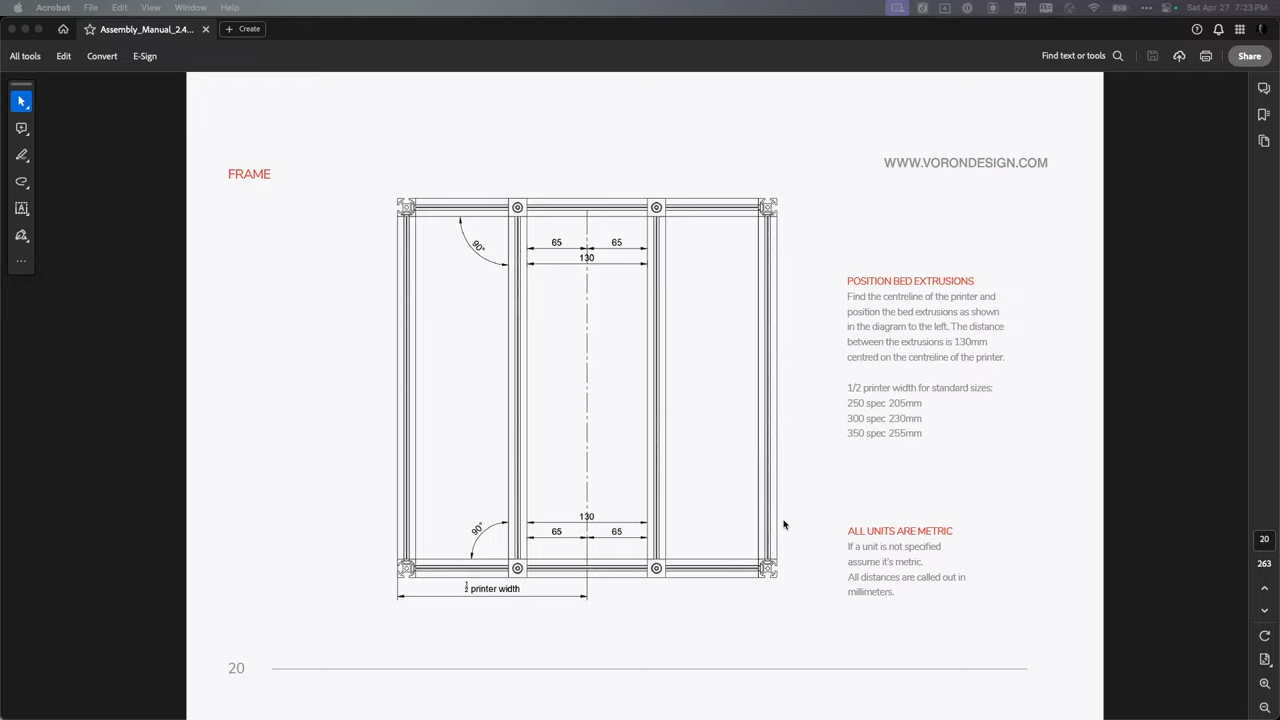 Acrobat File Edit View Window Help Sat Apr 27 7:23 PM
Assembly_Manual_2.4... Create
All tools Edit Convert E-Sign Find text or tools Share
WWW.VORONDESIGN.COM
FRAME
90°
65 65
130
POSITION BED EXTRUSIONS
Find the centreline of the printer and
position the bed extrusions as shown
in the diagram to the left. The distance
between the extrusions is 130mm
centred on the centreline of the printer.
1/2 printer width for standard sizes:
250 spec 205mm
300 spec 230mm
350 spec 255mm
90°
130
65 65
½ printer width
ALL UNITS ARE METRIC
If a unit is not specified
assume it's metric.
All distances are called out in
millimeters.
20
263
20